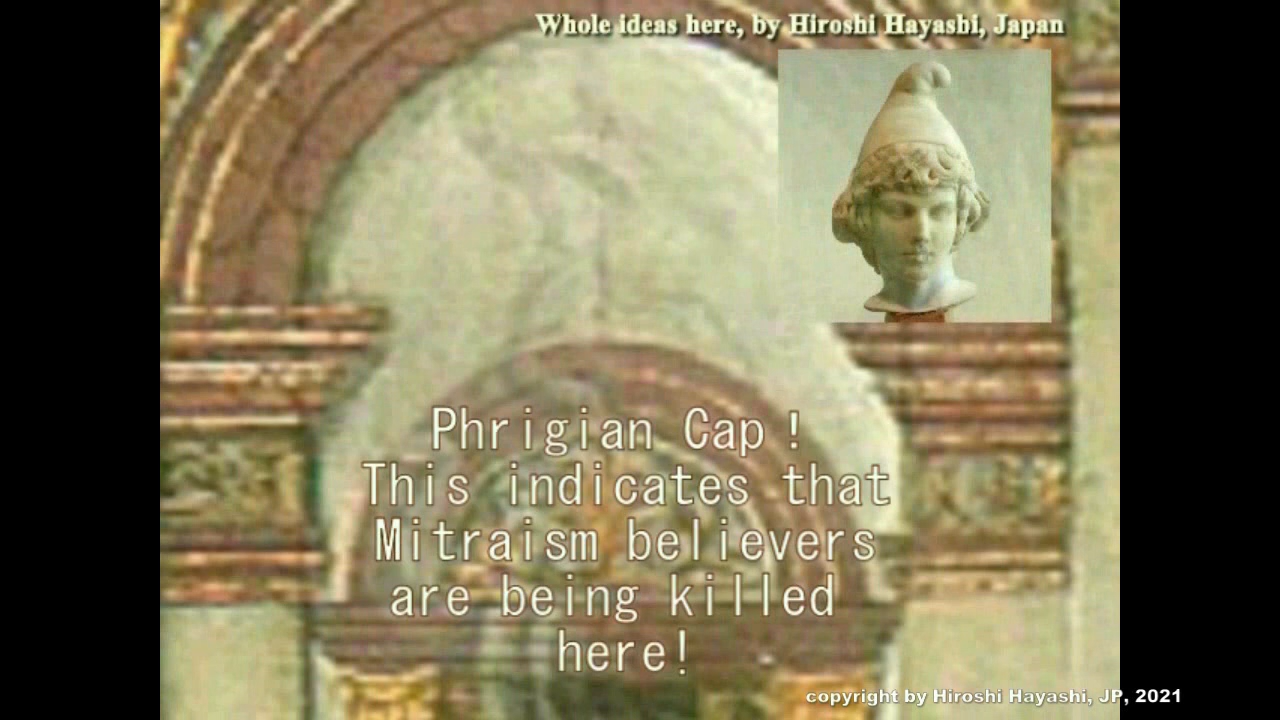 Whole ideas here, by Hiroshi Hayashi, Japan
Phrigian Cap!
This indicates that
Mitraism believers
are being killed
here!
copyright by Hiroshi Hayashi, JP, 2021